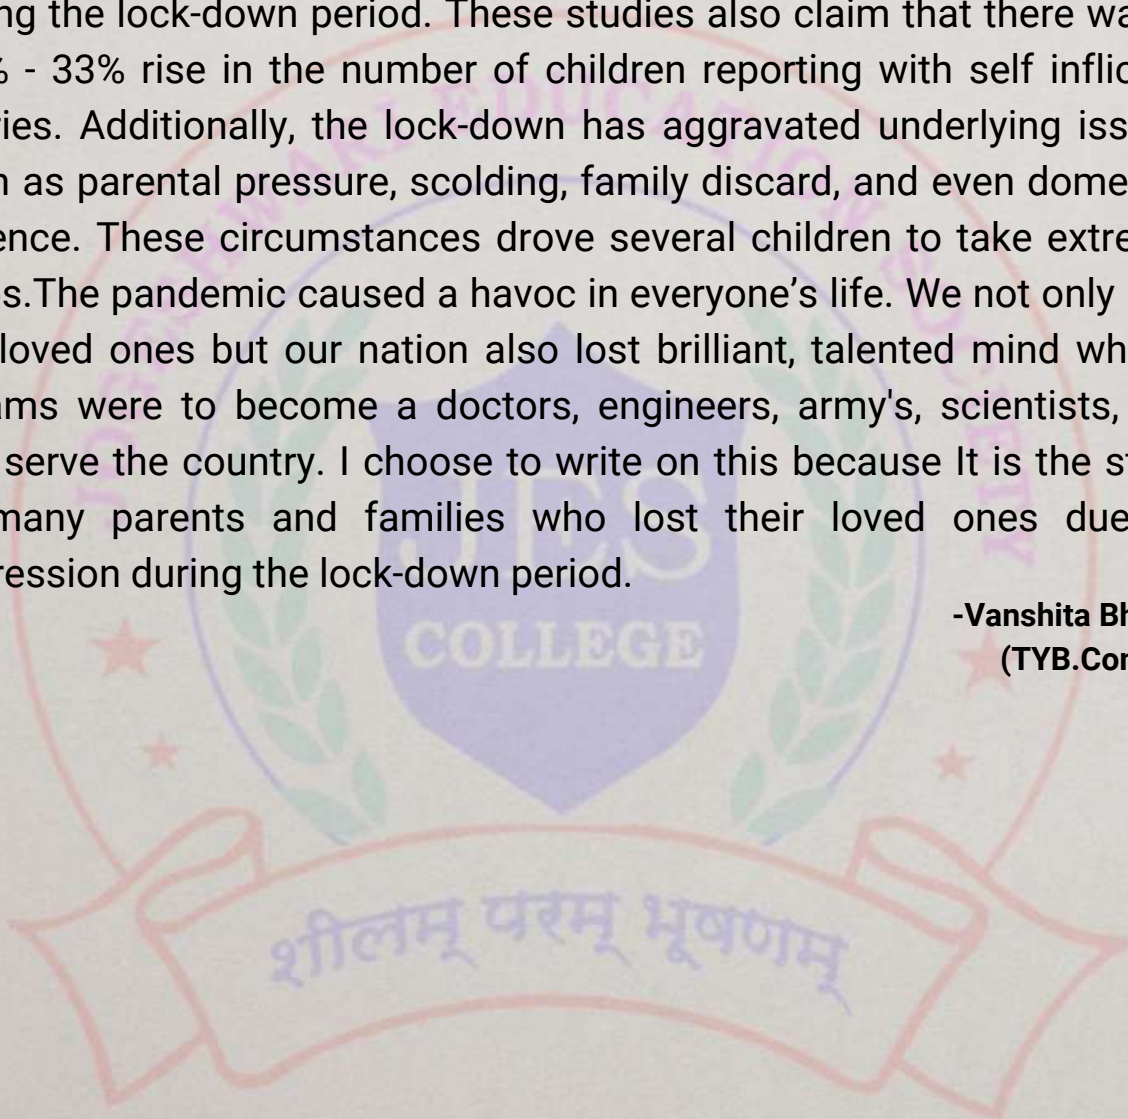 ng the lock-down period. These studies also claim that there wa
% - 33% rise in the number of children reporting with self inflic
ies. Additionally, the lock-down has aggravated underlying iss
n as parental pressure, scolding, family discard, and even dome
ence. These circumstances drove several children to take extre
s.The pandemic caused a havoc in everyone’s life. We not only
loved ones but our nation also lost brilliant, talented mind wh
ams were to become a doctors, engineers, army's, scientists,
serve the country. I choose to write on this because It is the st
many parents and families who lost their loved ones due
ression during the lock-down period.
-Vanshita Bh
(TYB.Com
JOGESHWARI EDUCATION SOCIETY
JES
COLLEGE
शीलम् परम् भूषणम्